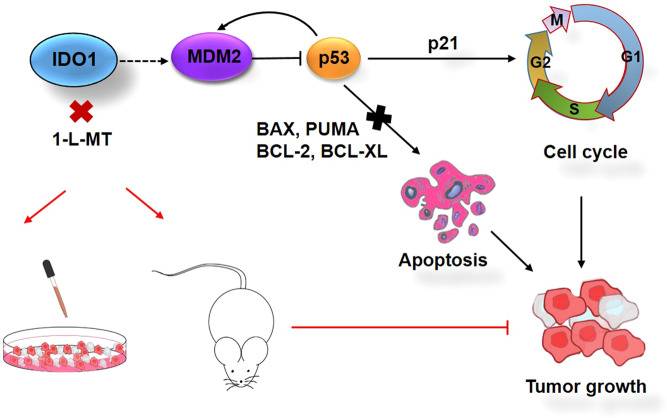 IDO1
MDM2
p53
p21
M
G1
G2
S
1-L-MT
BAX, PUMA
BCL-2, BCL-XL
Cell cycle
Apoptosis
Tumor growth